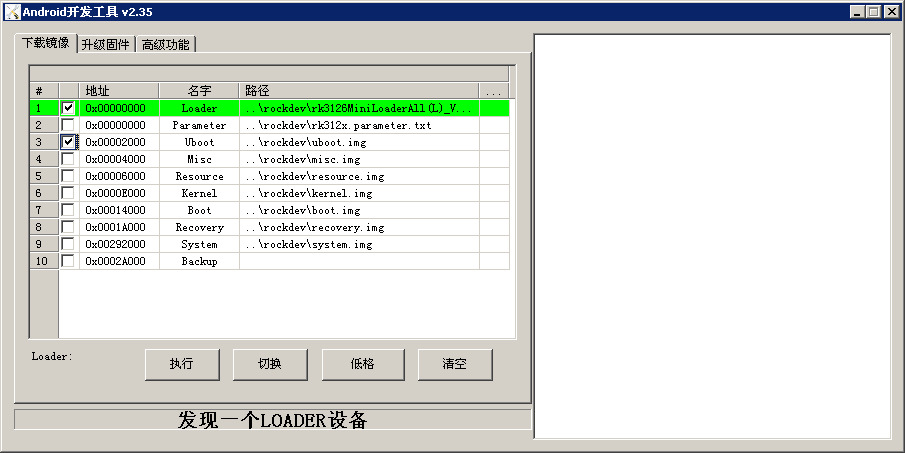 Android开发工具 v2.35
下载镜像 升级固件 高级功能
# 地址 名字 路径 ...
1 0x00000000 Loader ..\rockdev\rk3126MiniLoaderAll(L)_V...
2 0x00000000 Parameter ..\rockdev\rk312x.parameter.txt
3 0x00002000 Uboot ..\rockdev\uboot.img
4 0x00004000 Misc ..\rockdev\misc.img
5 0x00006000 Resource ..\rockdev\resource.img
6 0x0000E000 Kernel ..\rockdev\kernel.img
7 0x00014000 Boot ..\rockdev\boot.img
8 0x0001A000 Recovery ..\rockdev\recovery.img
9 0x00292000 System ..\rockdev\system.img
10 0x0002A000 Backup
Loader: 执行 切换 低格 清空
发现一个LOADER设备